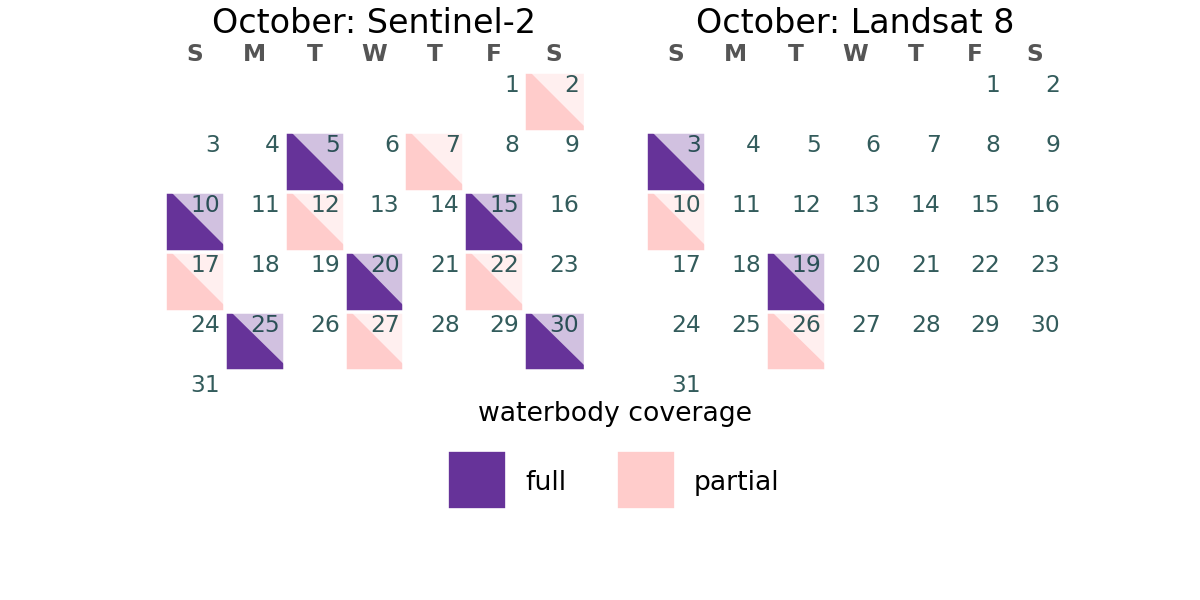 October: Sentinel-2
S M T W T F S
1 2
3 4 5 6 7 8 9
10 11 12 13 14 15 16
17 18 19 20 21 22 23
24 25 26 27 28 29 30
31
October: Landsat 8
S M T W T F S
1 2
3 4 5 6 7 8 9
10 11 12 13 14 15 16
17 18 19 20 21 22 23
24 25 26 27 28 29 30
31
waterbody coverage
full
partial